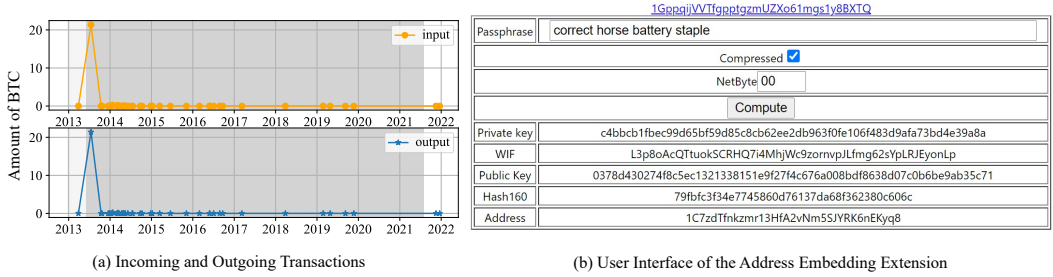 Amount of BTC
20
10
0
input
2013 2014 2015 2016 2017 2018 2019 2020 2021 2022
20
10
0
output
2013 2014 2015 2016 2017 2018 2019 2020 2021 2022
(a) Incoming and Outgoing Transactions
1GppqijVVTfgpptgzmUZXo61mgs1y8BXTQ
Passphrase correct horse battery staple
Compressed
NetByte 00
Compute
Private key c4bbcb1fbec99d65bf59d85c8cb62ee2db963f0fe106f483d9afa73bd4e39a8a
WIF L3p8oAcQTtuokSCRHQ7i4MhjWc9zornvpJLfmg62sYpLRJEyonLp
Public Key 0378d430274f8c5ec1321338151e9f27f4c676a008bdf8638d07c0b6be9ab35c71
Hash160 79fbfc3f34e7745860d76137da68f362380c606c
Address 1C7zdTfnkzmr13HfA2vNm5SJYRK6nEKyq8
(b) User Interface of the Address Embedding Extension